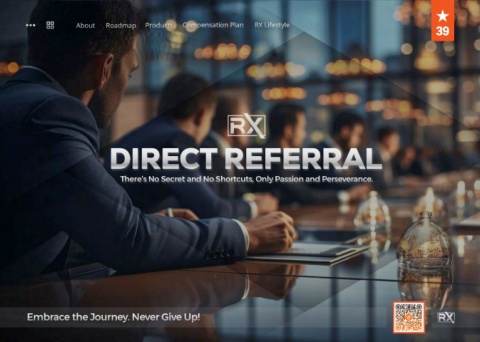 About Roadmap Products Compensation Plan RX Lifestyle
39
RX
DIRECT REFERRAL
There's No Secret and No Shortcuts, Only Passion and Perseverance.
Embrace the Journey. Never Give Up!
RX